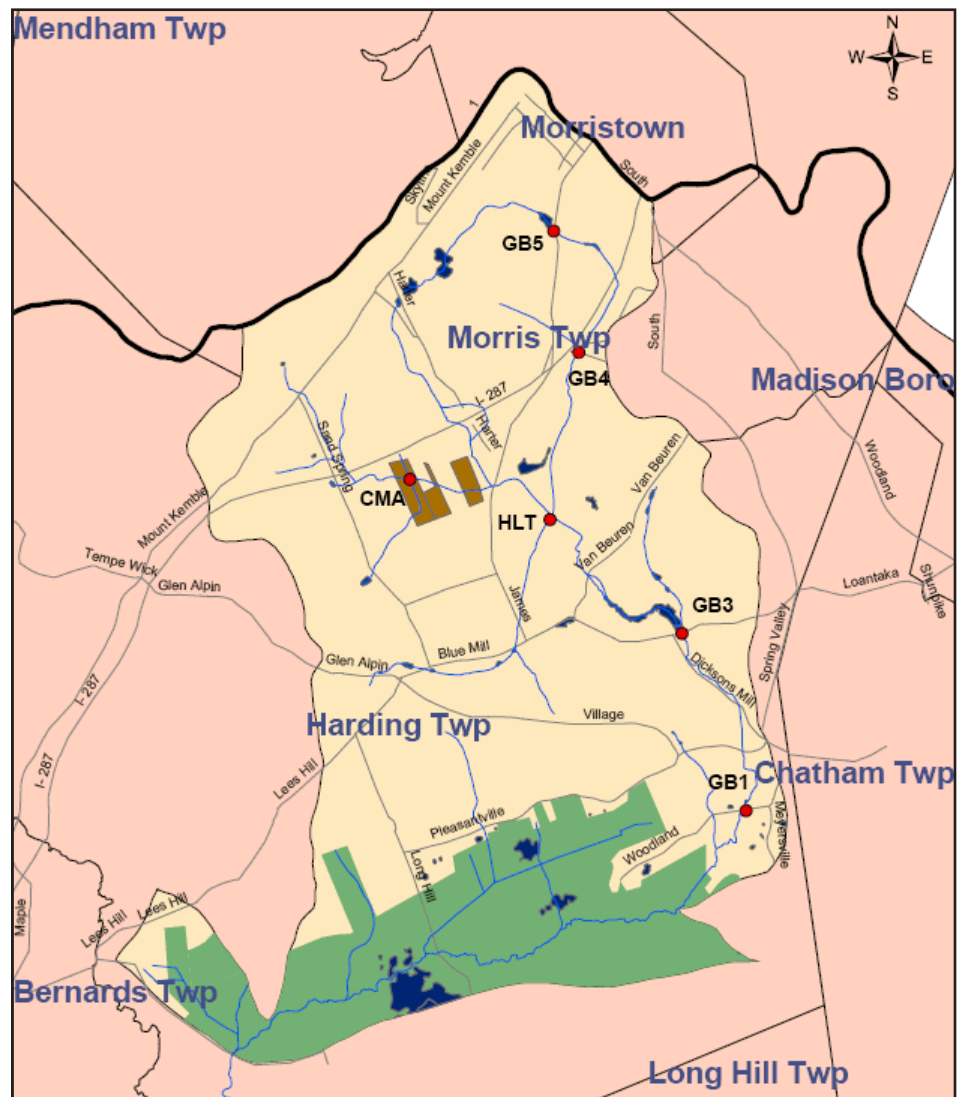 Mendham Twp
N
W E
S
1
Morristown
Mount Kemble
Skyline
South
GB5
Harter
Morris Twp
South
GB4
Madison Boro
I- 287
Harter
Sand Spring
Van Beuren
Woodland
CMA
Mount Kemble
HLT
Van Beuren
Tempe Wick
Glen Alpin
Loantaka
Shunpike
James
GB3
Spring Valley
Blue Mill
Glen Alpin
Dicksons Mill
I- 287
Village
Harding Twp
I- 287
Lees Hill
Chatham Twp
GB1
Pleasantville
Meyersville
Woodland
Long Hill
Maple
Lees Hill
Lees Hill
Bernards Twp
Long Hill Twp